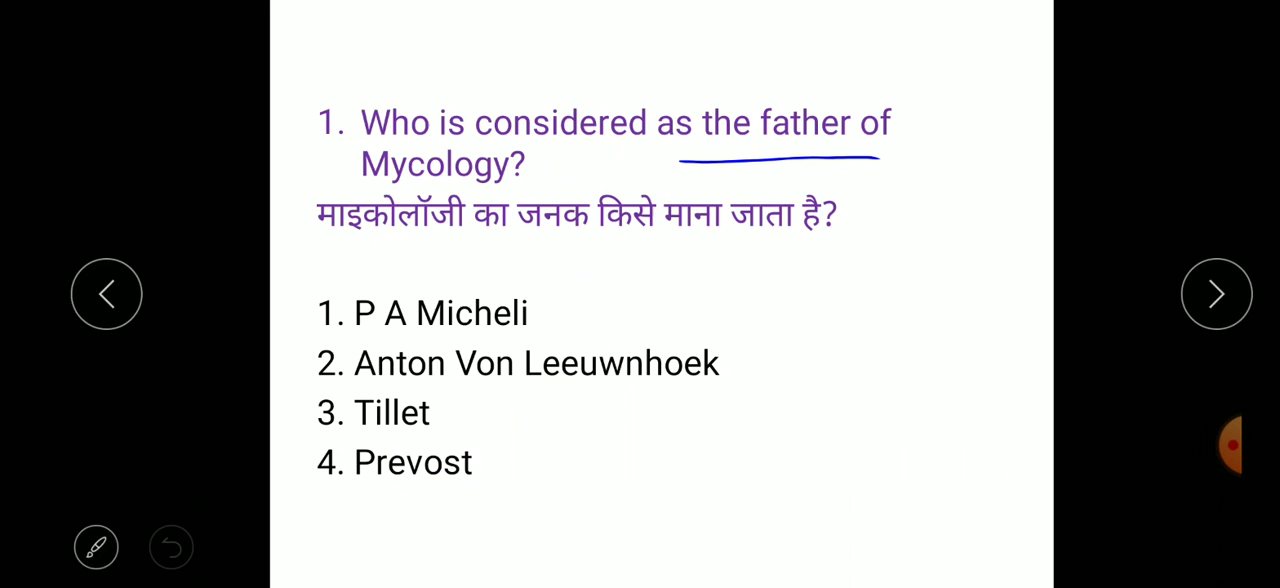 1. Who is considered as the father of
Mycology?
माइकोलॉजी का जनक किसे माना जाता है?
1. P A Micheli
2. Anton Von Leeuwnhoek
3. Tillet
4. Prevost